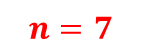 n = 7